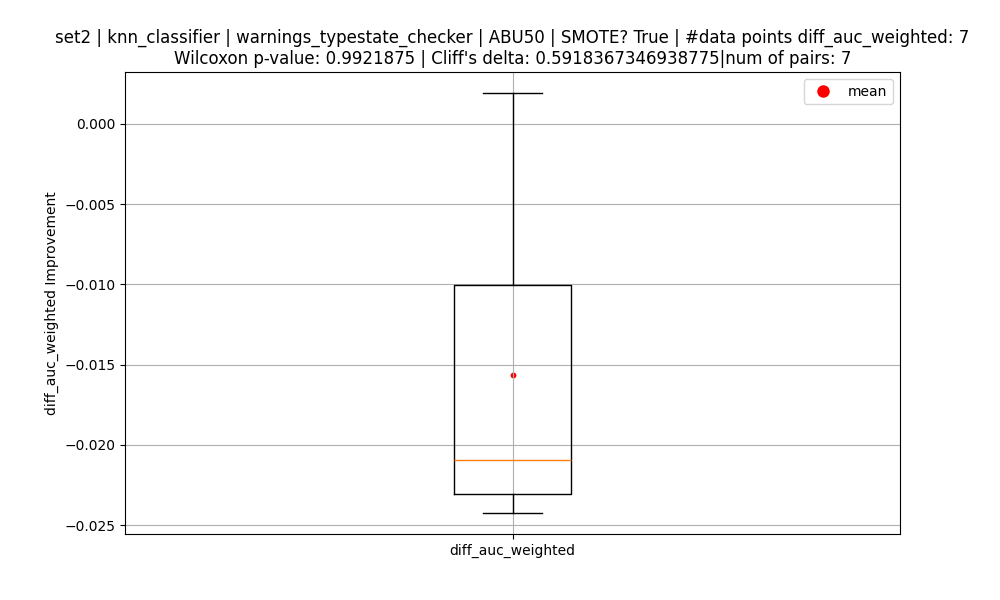 set2 | knn_classifier | warnings_typestate_checker | ABU50 | SMOTE? True | #data points diff_auc_weighted: 7
Wilcoxon p-value: 0.9921875 | Cliff's delta: 0.5918367346938775|num of pairs: 7
mean
0.000
−0.005
−0.010
−0.015
−0.020
−0.025
diff_auc_weighted Improvement
diff_auc_weighted